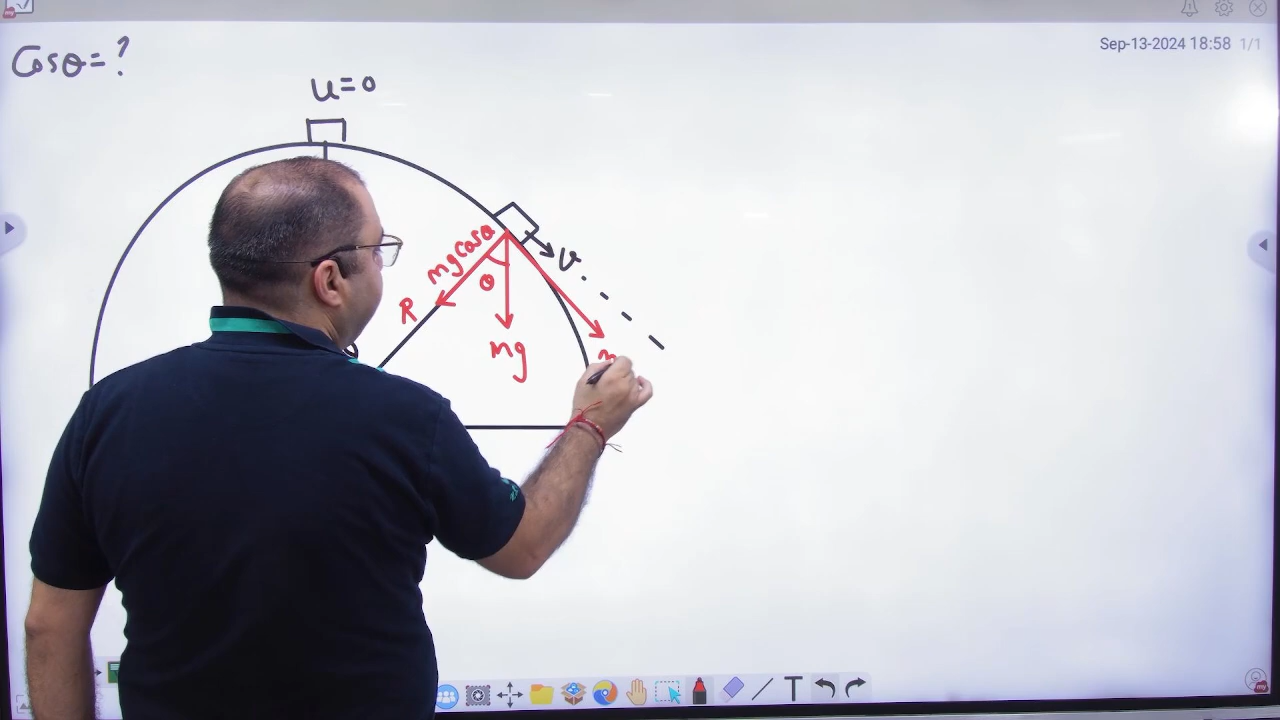 Sep-13-2024 18:58 1/1
Cosθ=?
u=0
v
mgcosθ
θ
R
mg
T